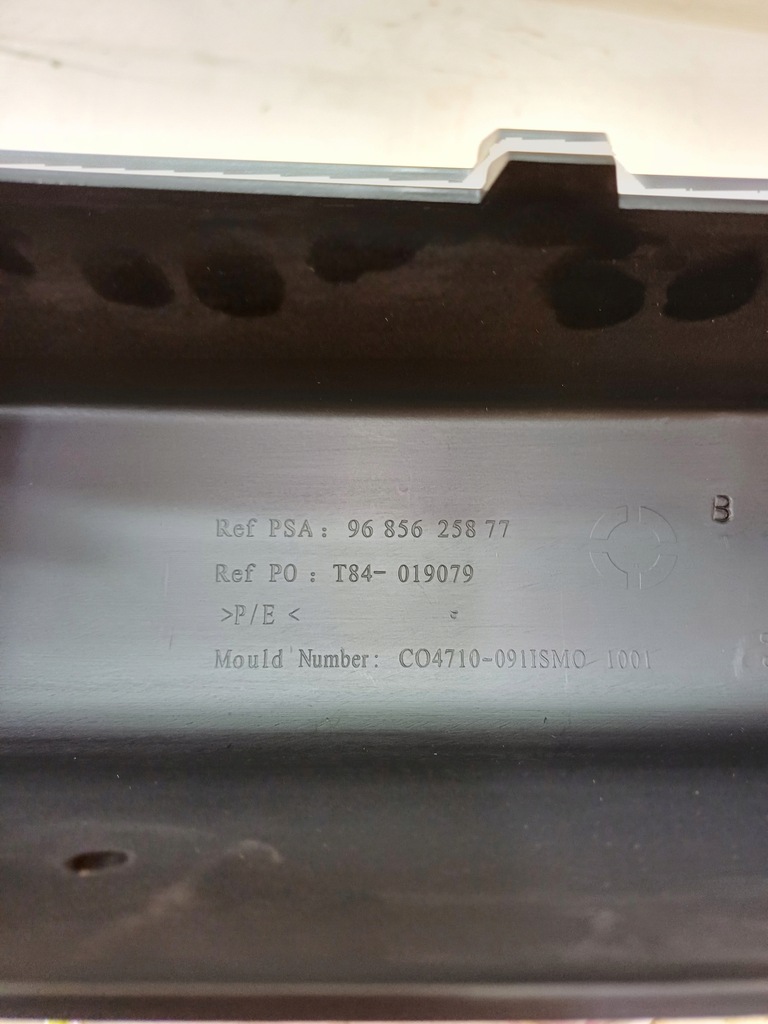 B
Ref PSA: 96 856 258 77
Ref PO : T84- 019079
>P/E <
Mould Number: CO4710-091ISMO 1001